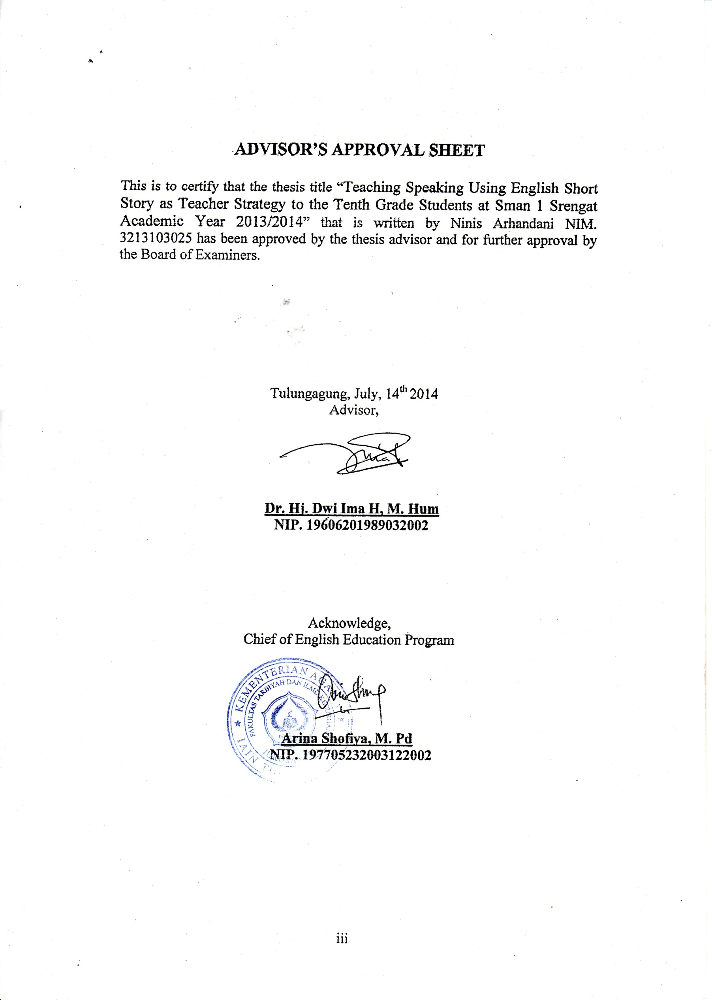 ADVISOR'S APPROVAL SHEET
This is to certify that the thesis title “Teaching Speaking Using English Short
Story as Teacher Strategy to the Tenth Grade Students at Sman 1 Srengat
Academic Year 2013/2014” that is written by Ninis Arhandani NIM.
3213103025 has been approved by the thesis advisor and for further approval by
the Board of Examiners.
Tulungagung, July, 14th 2014
Advisor,
Dr. Hj. Dwi Ima H, M. Hum
NIP. 19606201989032002
Acknowledge,
Chief of English Education Program
KEMENTERIAN
FAKULTAS TARBIYAH DAN ILMU
IAIN
Arina Shofiya, M. Pd
NIP. 197705232003122002
iii